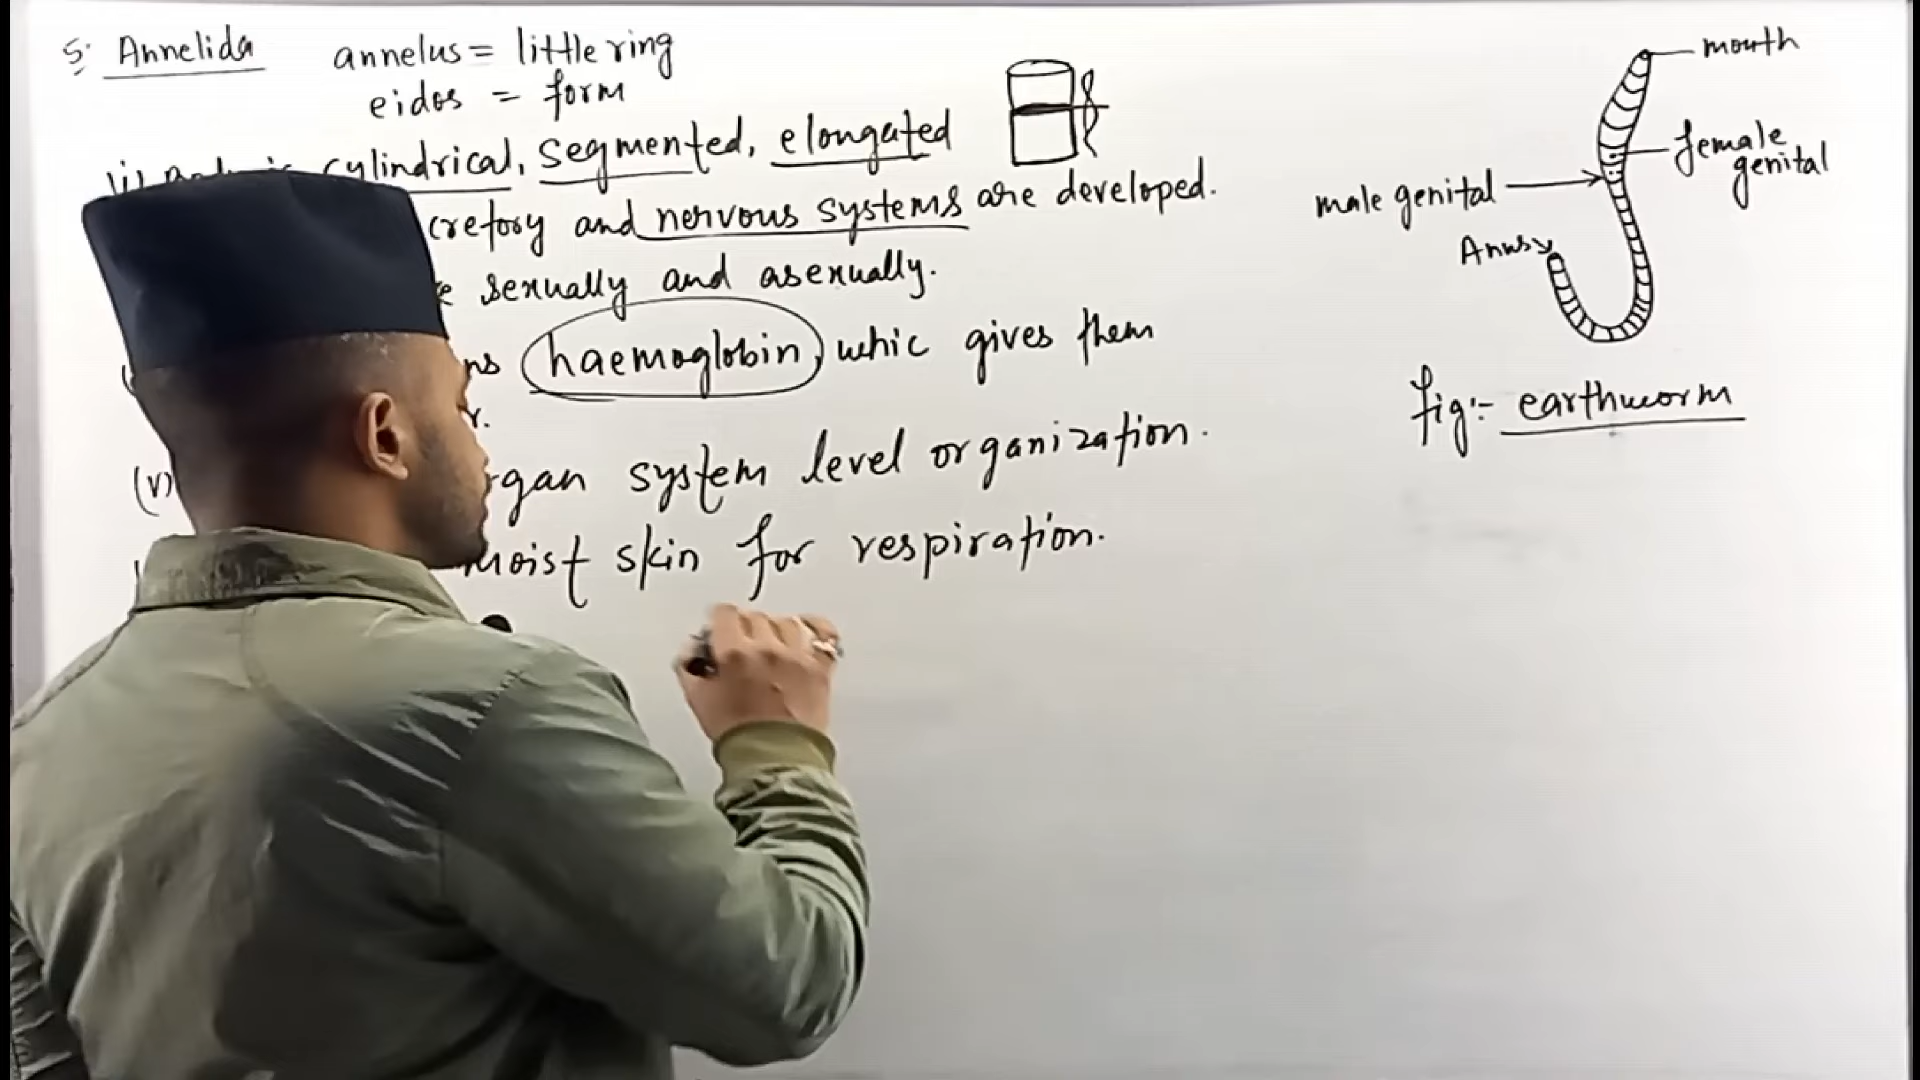 5. Annelida annelus = little ring
eidos = form
cylindrical, segmented, elongated
cretory and nervous systems are developed.
sexually and asexually.
ns haemoglobin, whic gives them
r.
(v) rgan system level organization.
moist skin for respiration.
mouth
female
genital
male genital
Anus
fig:- earthworm